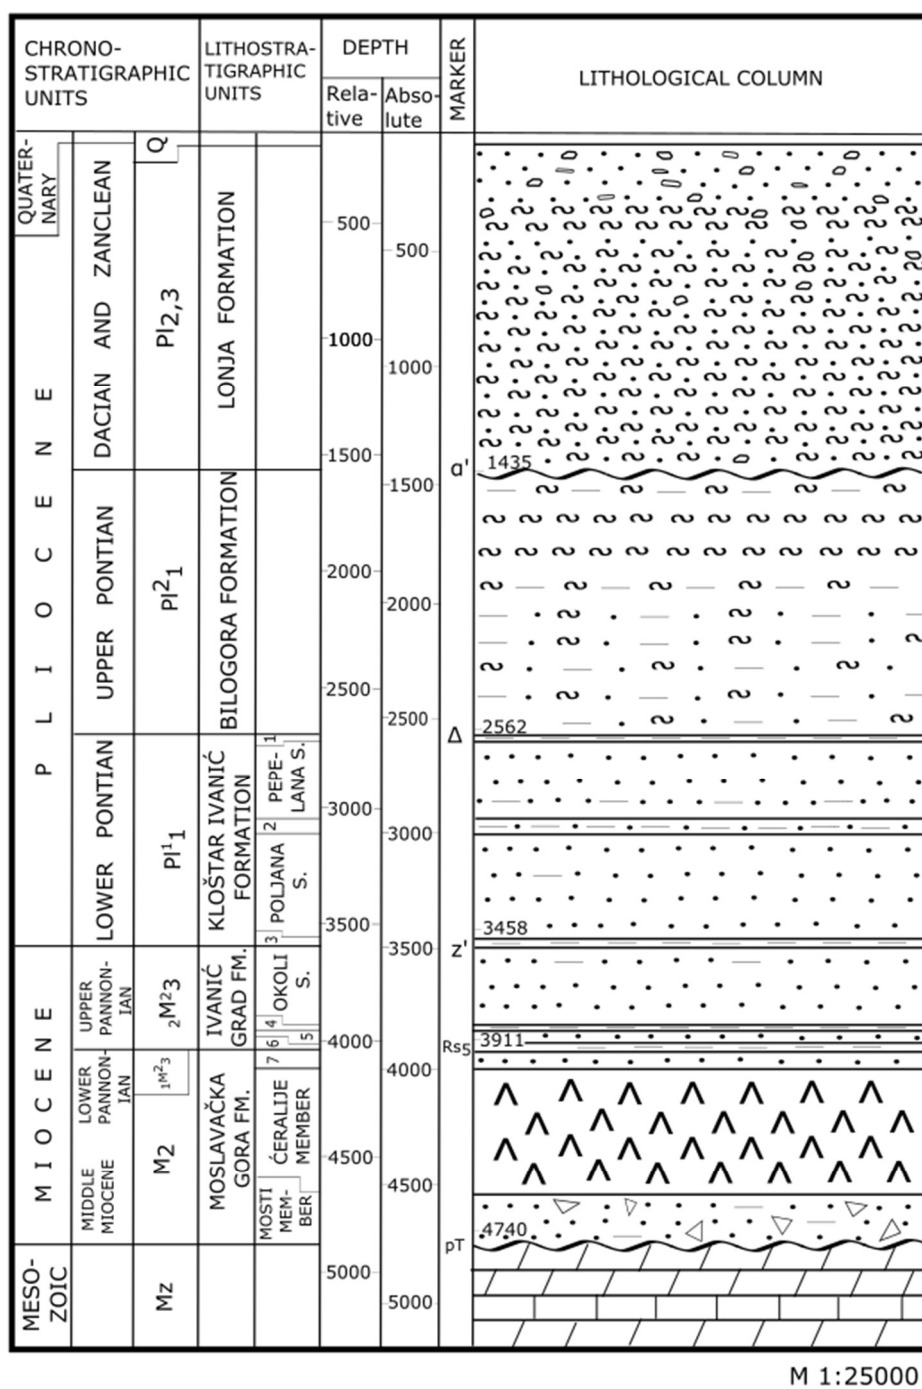 CHRONO-
STRATIGRAPHIC
UNITS
LITHOSTRA-
TIGRAPHIC
UNITS
DEPTH
Rela-
tive
Abso-
lute
MARKER
LITHOLOGICAL COLUMN
QUATER-
NARY
PLIOCENE
MIOCENE
MESO-
ZOIC
DACIAN AND ZANCLEAN
UPPER PONTIAN
LOWER PONTIAN
UPPER
PANNON-
IAN
LOWER
PANNON-
IAN
MIDDLE
MIOCENE
Q
Pl2,3
Pl²1
Pl¹1
₂M²3
₁M²3
M2
Mz
LONJA FORMATION
BILOGORA FORMATION
KLOŠTAR IVANIĆ
FORMATION
IVANIĆ
GRAD FM.
MOSLAVAČKA
GORA FM.
1
PEPE-
LANA S.
2
POLJANA
S.
3
OKOLI
S.
4
5
6
7
ĆERALIJE
MEMBER
MOSTI
MEM-
BER
500
1000
1500
2000
2500
3000
3500
4000
4500
5000
500
1000
1500
2000
2500
3000
3500
4000
4500
5000
α'
Δ
Z'
Rs5
pT
1435
2562
3458
3911
4740
M 1:25000